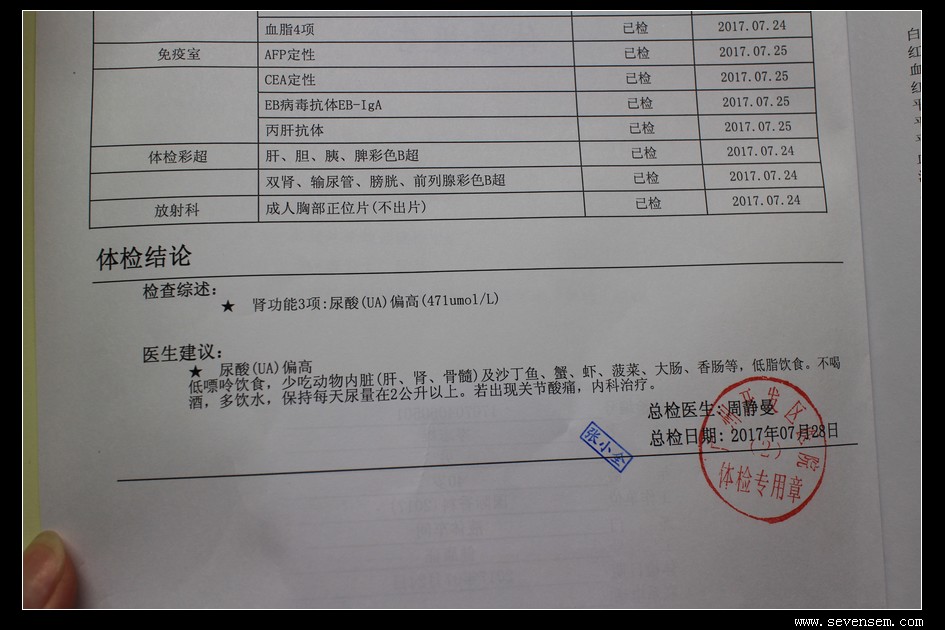 血脂4项 已检 2017.07.24
免疫室 AFP定性 已检 2017.07.25
CEA定性 已检 2017.07.25
EB病毒抗体EB-IgA 已检 2017.07.25
丙肝抗体 已检 2017.07.25
体检彩超 肝、胆、胰、脾彩色B超 已检 2017.07.24
双肾、输尿管、膀胱、前列腺彩色B超 已检 2017.07.24
放射科 成人胸部正位片(不出片) 已检 2017.07.24
体检结论
检查综述:
★ 肾功能3项:尿酸(UA)偏高(471umol/L)
医生建议:
★ 尿酸(UA)偏高
低嘌呤饮食，少吃动物内脏(肝、肾、骨髓)及沙丁鱼、蟹、虾、菠菜、大肠、香肠等，低脂饮食。不喝
酒，多饮水，保持每天尿量在2公升以上。若出现关节酸痛，内科治疗。
总检医生:周静曼
总检日期:2017年07月28日
张小全
开发区
(2)
体检专用章
白
红
血
红
www.sevensem.com